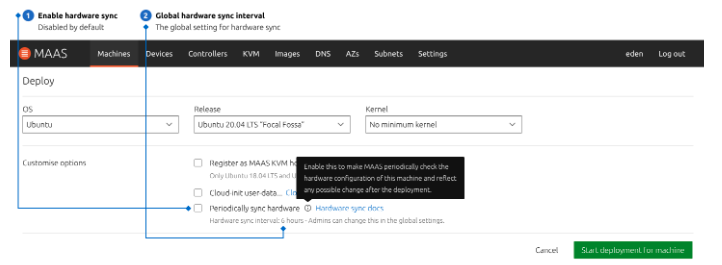 1 Enable hardware sync
Disabled by default
2 Global hardware sync interval
The global setting for hardware sync
MAAS Machines Devices Controllers KVM Images DNS AZs Subnets Settings eden Log out
Deploy
OS Release Kernel
Ubuntu Ubuntu 20.04 LTS "Focal Fossa" No minimum kernel
Customise options
Register as MAAS KVM ho
Only Ubuntu 18.04 LTS and U
Enable this to make MAAS periodically check the
hardware configuration of this machine and reflect
any possible change after the deployment.
Cloud-init user-data... Clo
Periodically sync hardware Hardware sync docs
Hardware sync interval: 6 hours - Admins can change this in the global settings.
Cancel Start deployment for machine